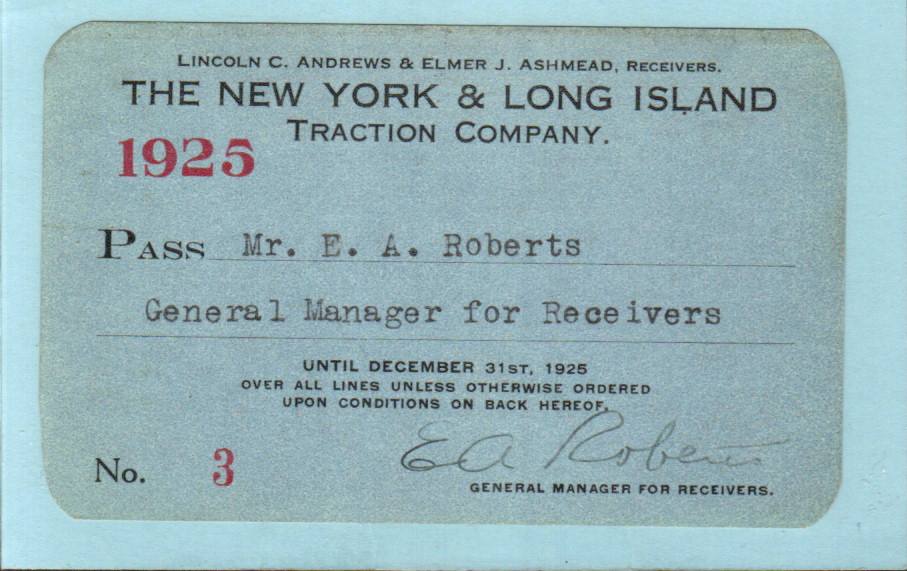 LINCOLN C. ANDREWS & ELMER J. ASHMEAD, RECEIVERS.
THE NEW YORK & LONG ISLAND
TRACTION COMPANY.
1925
PASS Mr. E. A. Roberts
General Manager for Receivers
UNTIL DECEMBER 31ST, 1925
OVER ALL LINES UNLESS OTHERWISE ORDERED
UPON CONDITIONS ON BACK HEREOF.
EA Roberts
No. 3
GENERAL MANAGER FOR RECEIVERS.